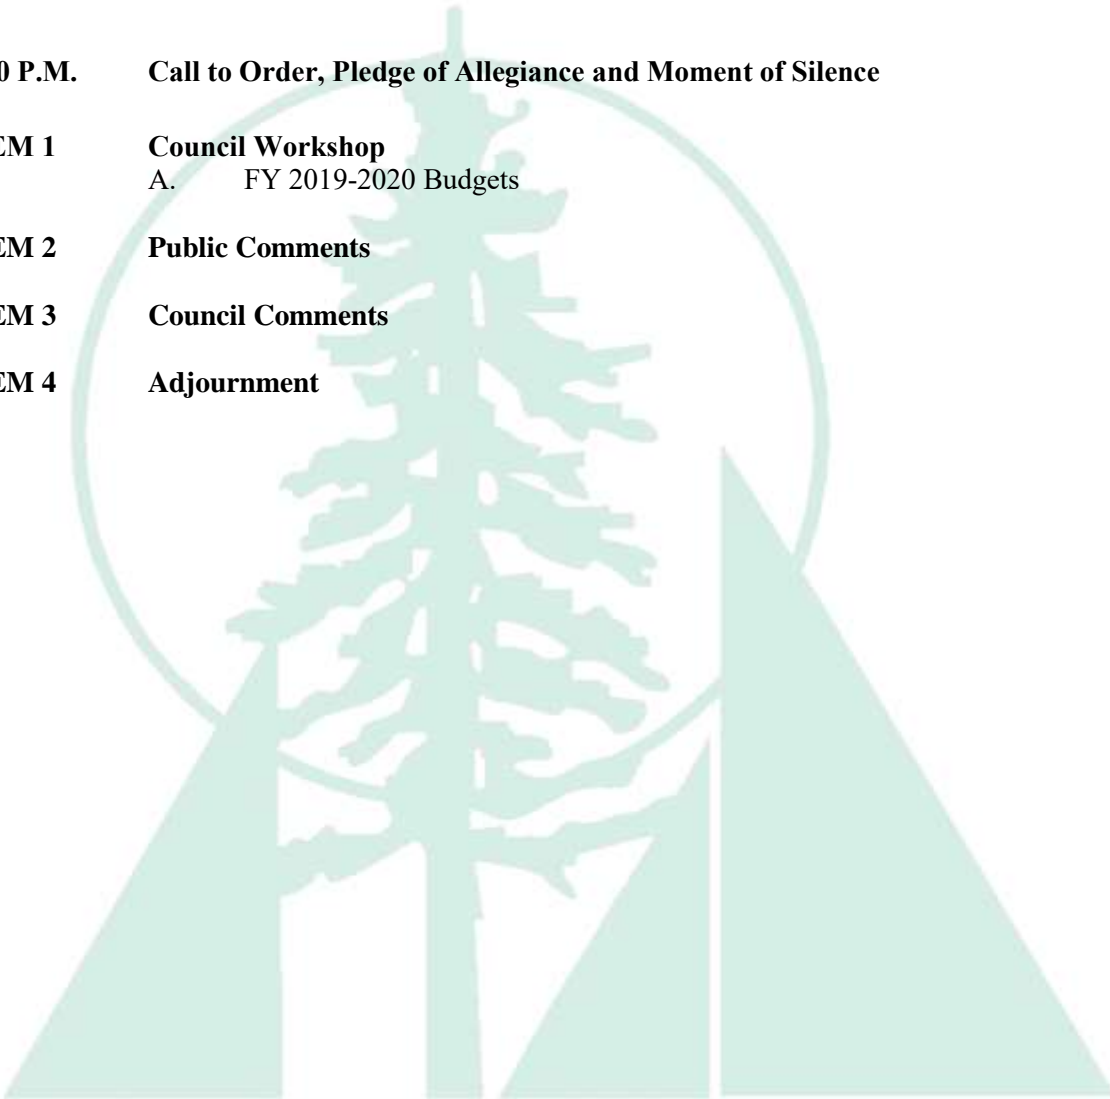 0 P.M. Call to Order, Pledge of Allegiance and Moment of Silence
EM 1 Council Workshop
A. FY 2019-2020 Budgets
EM 2 Public Comments
EM 3 Council Comments
EM 4 Adjournment